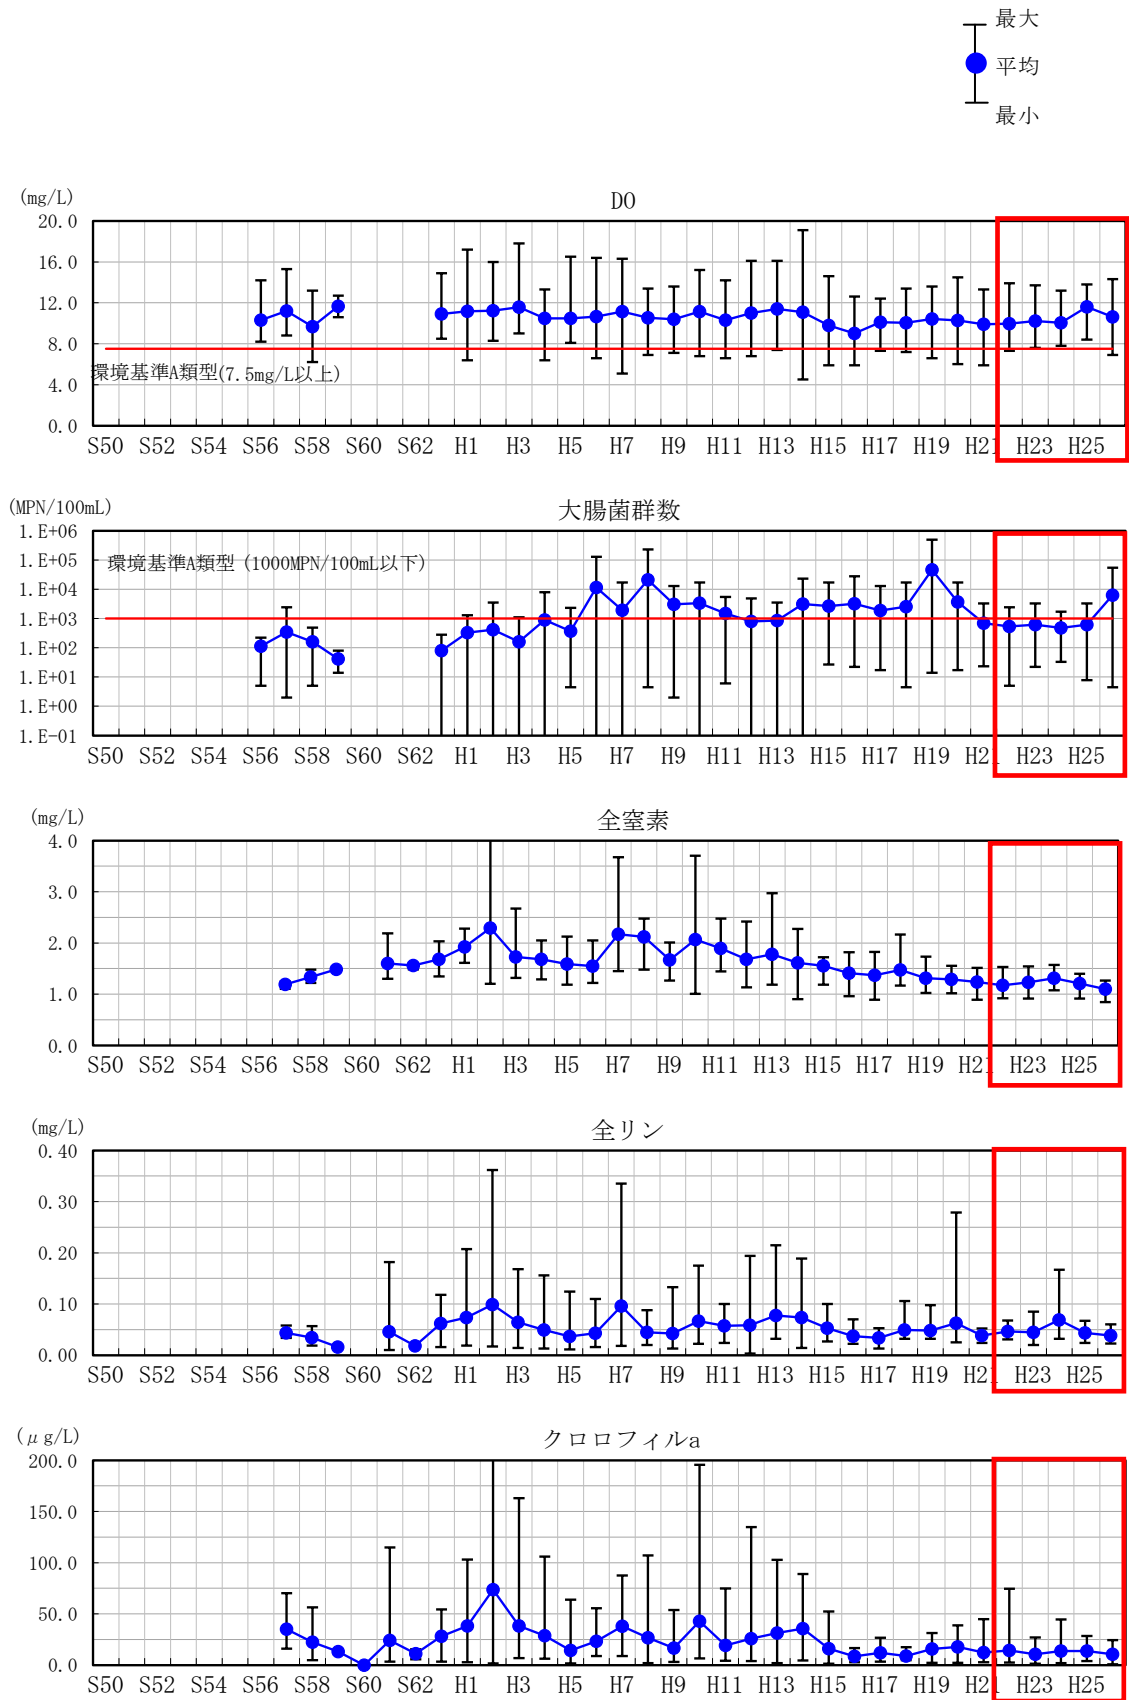 最大
平均
最小
(mg/L)
DO
20.0
16.0
12.0
8.0
環境基準A類型(7.5mg/L以上)
4.0
0.0
S50 S52 S54 S56 S58 S60 S62 H1 H3 H5 H7 H9 H11 H13 H15 H17 H19 H21 H23 H25
(MPN/100mL)
大腸菌群数
1.E+06
1.E+05
環境基準A類型 (1000MPN/100mL以下)
1.E+04
1.E+03
1.E+02
1.E+01
1.E+00
1.E-01
S50 S52 S54 S56 S58 S60 S62 H1 H3 H5 H7 H9 H11 H13 H15 H17 H19 H21 H23 H25
(mg/L)
全窒素
4.0
3.0
2.0
1.0
0.0
S50 S52 S54 S56 S58 S60 S62 H1 H3 H5 H7 H9 H11 H13 H15 H17 H19 H21 H23 H25
(mg/L)
全リン
0.40
0.30
0.20
0.10
0.00
S50 S52 S54 S56 S58 S60 S62 H1 H3 H5 H7 H9 H11 H13 H15 H17 H19 H21 H23 H25
(μg/L)
クロロフィルa
200.0
150.0
100.0
50.0
0.0
S50 S52 S54 S56 S58 S60 S62 H1 H3 H5 H7 H9 H11 H13 H15 H17 H19 H21 H23 H25